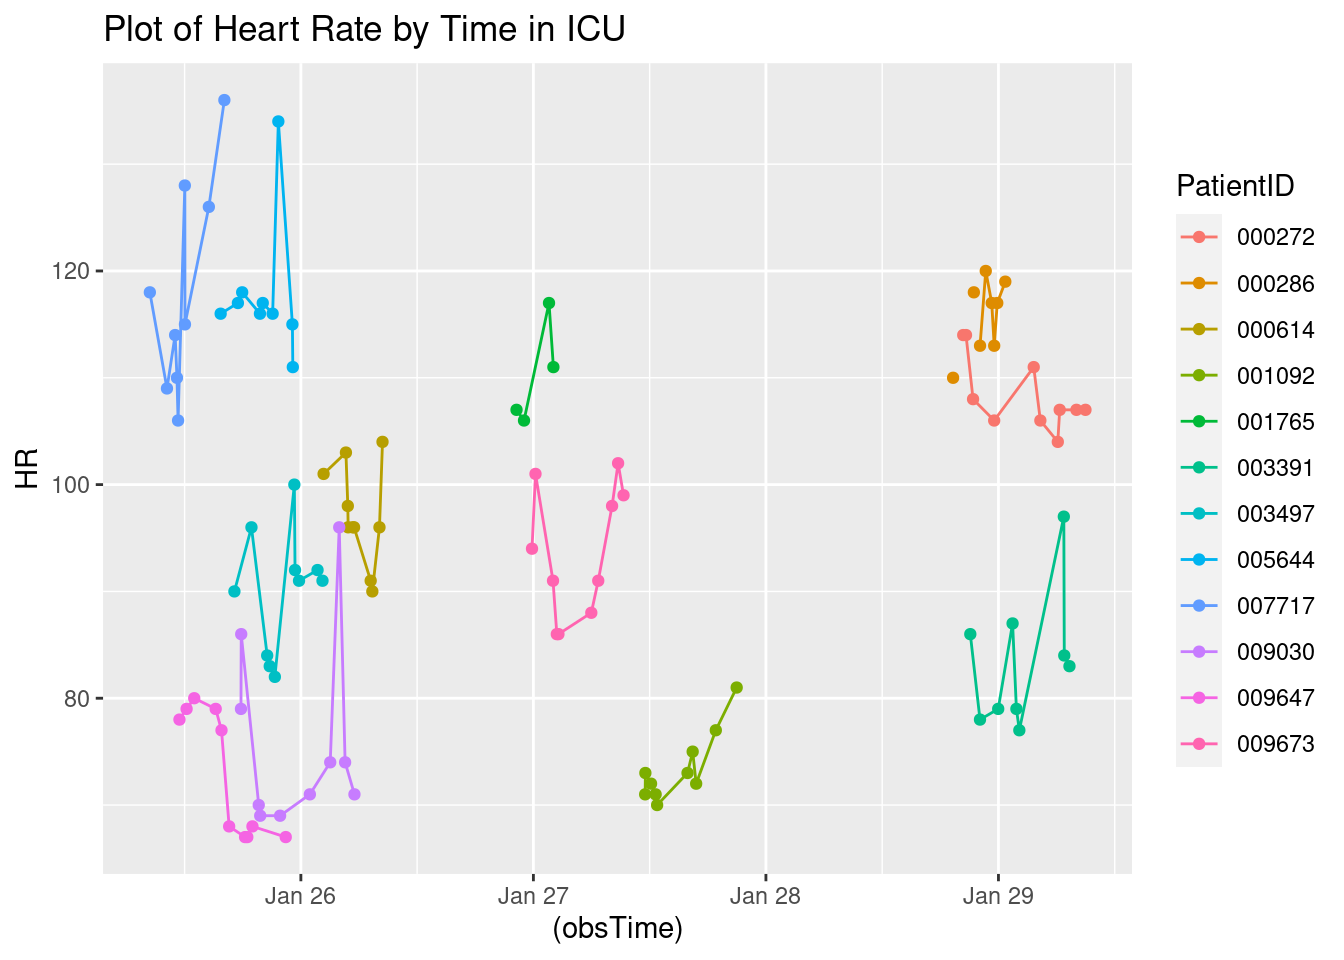 Plot of Heart Rate by Time in ICU
HR
120
100
80
Jan 26
Jan 27
Jan 28
Jan 29
(obsTime)
PatientID
000272
000286
000614
001092
001765
003391
003497
005644
007717
009030
009647
009673